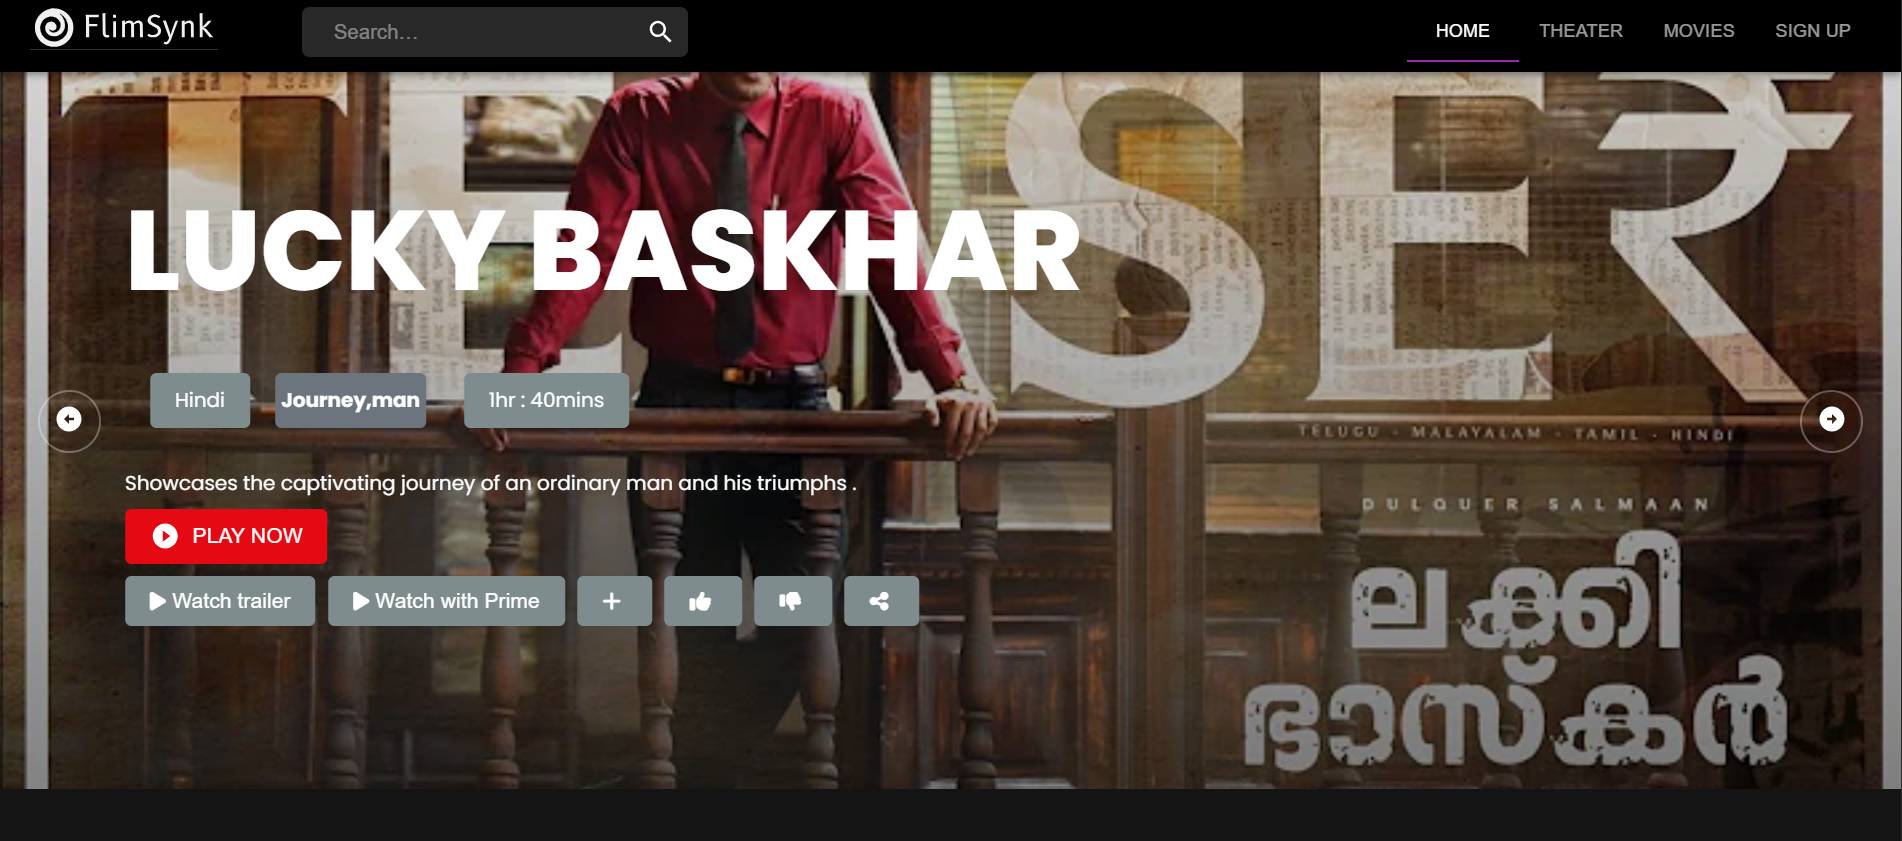 FlimSynk
Search...
HOME
THEATER
MOVIES
SIGN UP
TE SER₹
LUCKY BASKHAR
Hindi
Journey,man
1hr : 40mins
TELUGU - MALAYALAM - TAMIL - HINDI
Showcases the captivating journey of an ordinary man and his triumphs .
DULQUER SALMAAN
PLAY NOW
Watch trailer
Watch with Prime
ലക്കി
ഭാസ്കർ